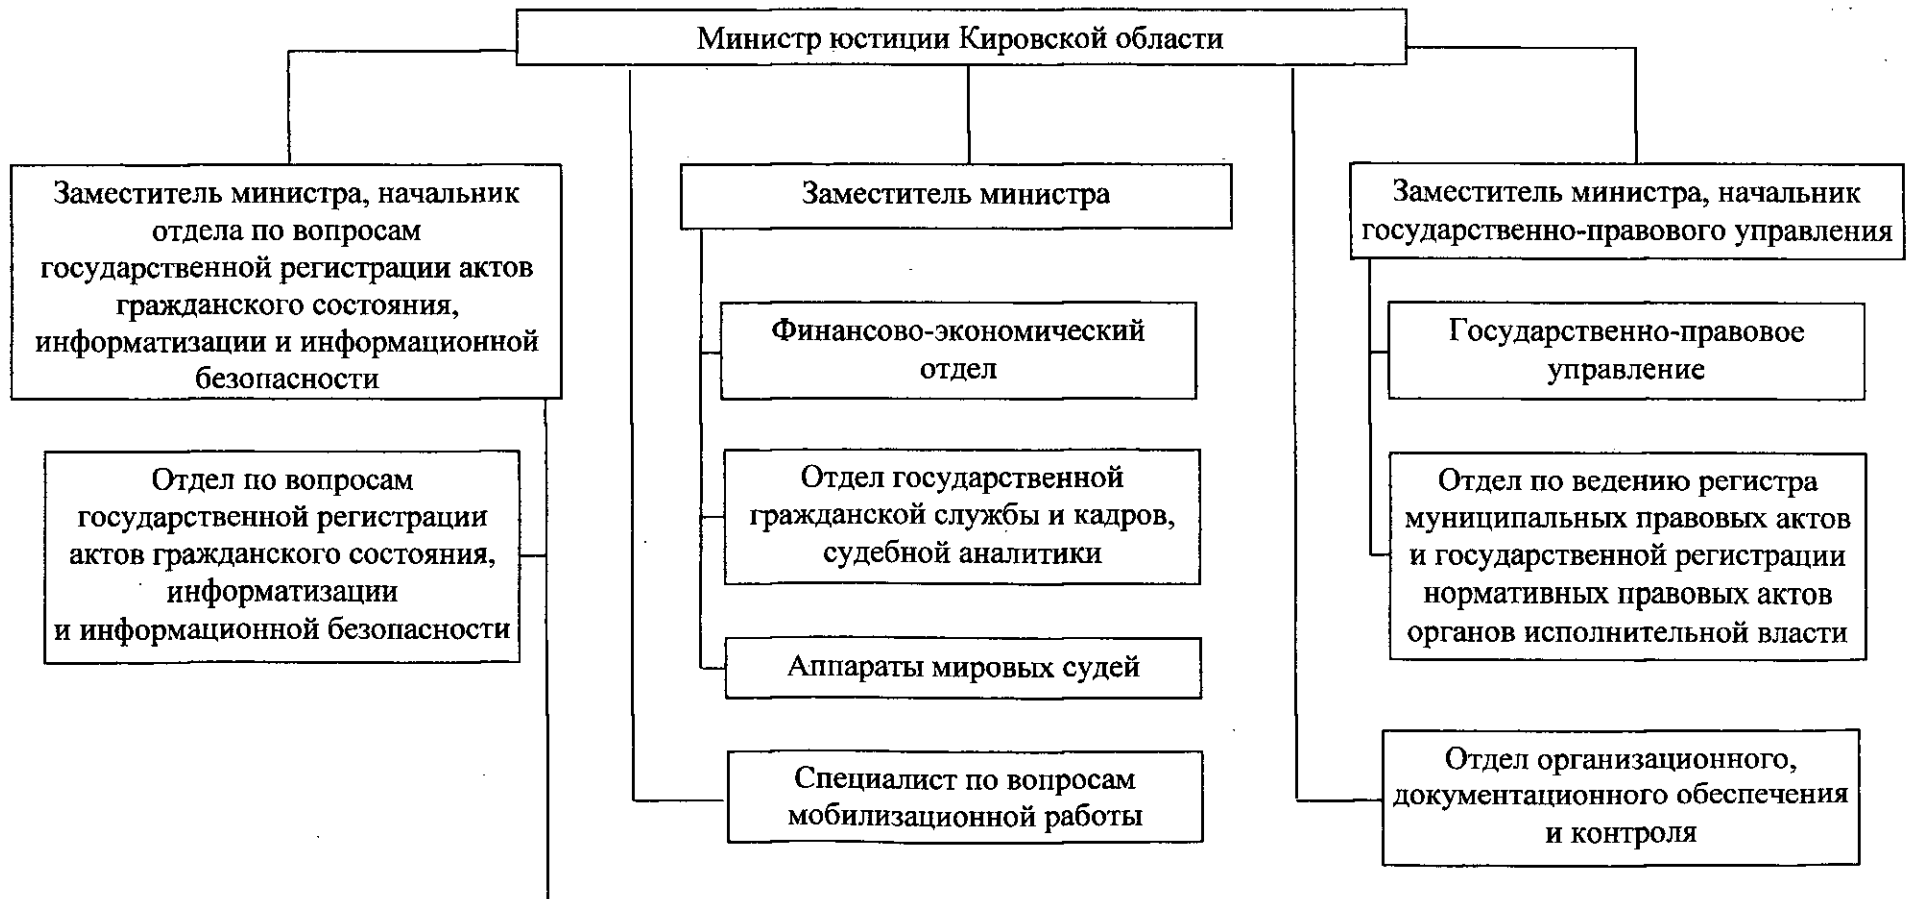 Министр юстиции Кировской области
Заместитель министра, начальник
отдела по вопросам
государственной регистрации актов
гражданского состояния,
информатизации и информационной
безопасности
Отдел по вопросам
государственной регистрации
актов гражданского состояния,
информатизации
и информационной безопасности
Заместитель министра
Финансово-экономический
отдел
Отдел государственной
гражданской службы и кадров,
судебной аналитики
Аппараты мировых судей
Специалист по вопросам
мобилизационной работы
Заместитель министра, начальник
государственно-правового управления
Государственно-правовое
управление
Отдел по ведению регистра
муниципальных правовых актов
и государственной регистрации
нормативных правовых актов
органов исполнительной власти
Отдел организационного,
документационного обеспечения
и контроля